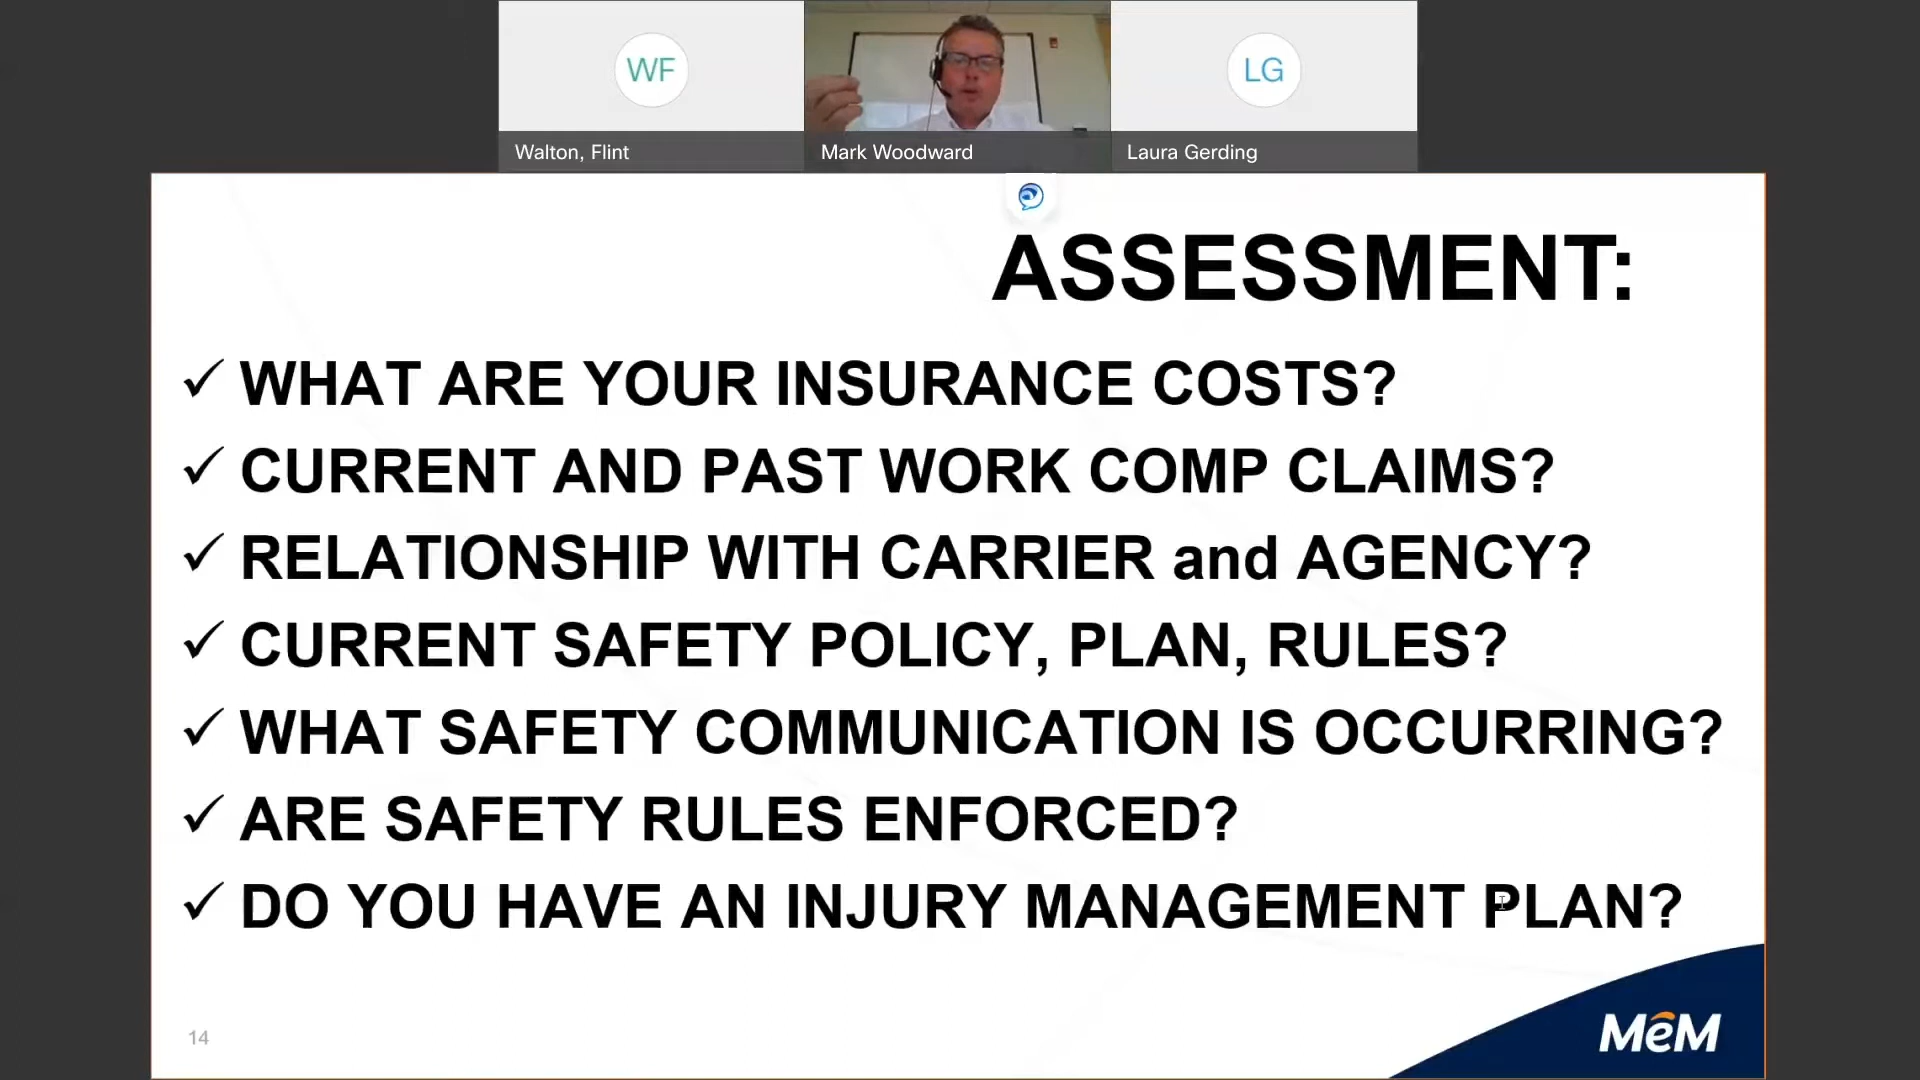 WF
LG
Walton, Flint
Mark Woodward
Laura Gerding
ASSESSMENT:
✓ WHAT ARE YOUR INSURANCE COSTS?
✓ CURRENT AND PAST WORK COMP CLAIMS?
✓ RELATIONSHIP WITH CARRIER and AGENCY?
✓ CURRENT SAFETY POLICY, PLAN, RULES?
✓ WHAT SAFETY COMMUNICATION IS OCCURRING?
✓ ARE SAFETY RULES ENFORCED?
✓ DO YOU HAVE AN INJURY MANAGEMENT PLAN?
14
MeM